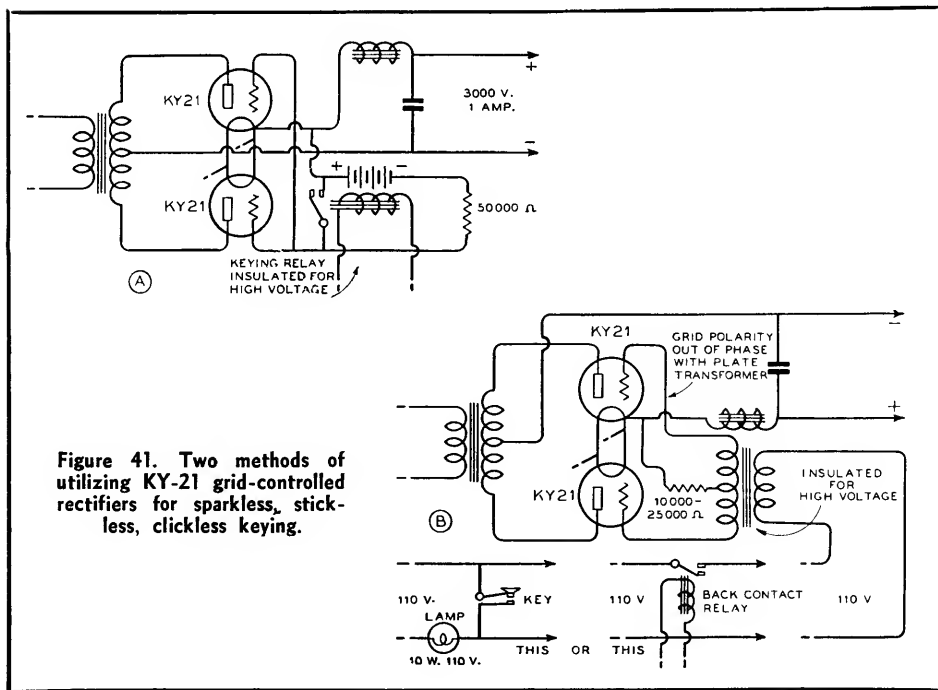 KY21
KY21
+
3000 V.
1 AMP.
−
+ −
50000 Ω
KEYING RELAY
INSULATED FOR
HIGH VOLTAGE
A
KY21
GRID POLARITY
OUT OF PHASE
WITH PLATE
TRANSFORMER
−
+
KY21
10000–
25000 Ω
INSULATED
FOR
HIGH VOLTAGE
B
Figure 41. Two methods of
utilizing KY-21 grid-controlled
rectifiers for sparkless, stick-
less, clickless keying.
110 V.
KEY
LAMP
10 W. 110 V.
THIS OR THIS
110 V
BACK CONTACT
RELAY
110 V